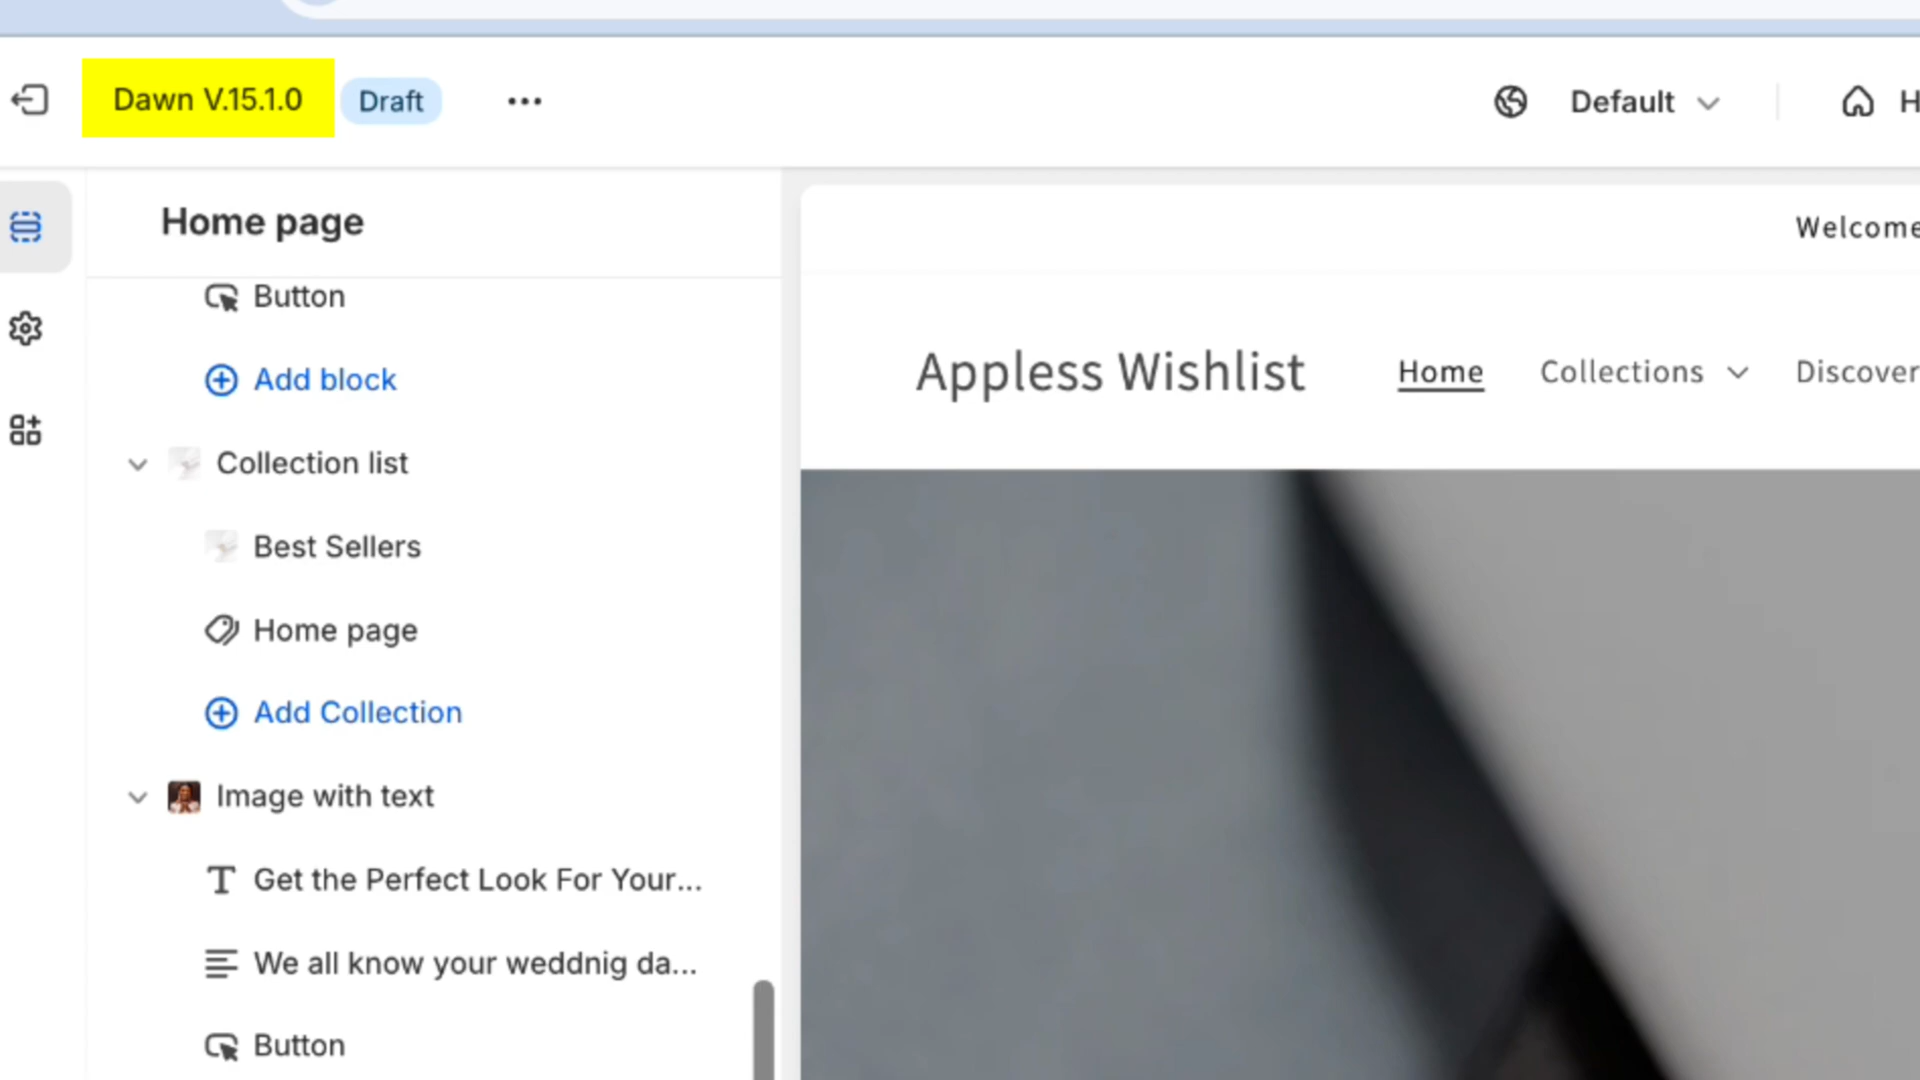 Dawn V.15.1.0 Draft ••• Default H
Home page
Button
Add block
Collection list
Best Sellers
Home page
Add Collection
Image with text
Get the Perfect Look For Your...
We all know your weddnig da...
Button
Welcome
Appless Wishlist Home Collections Discover